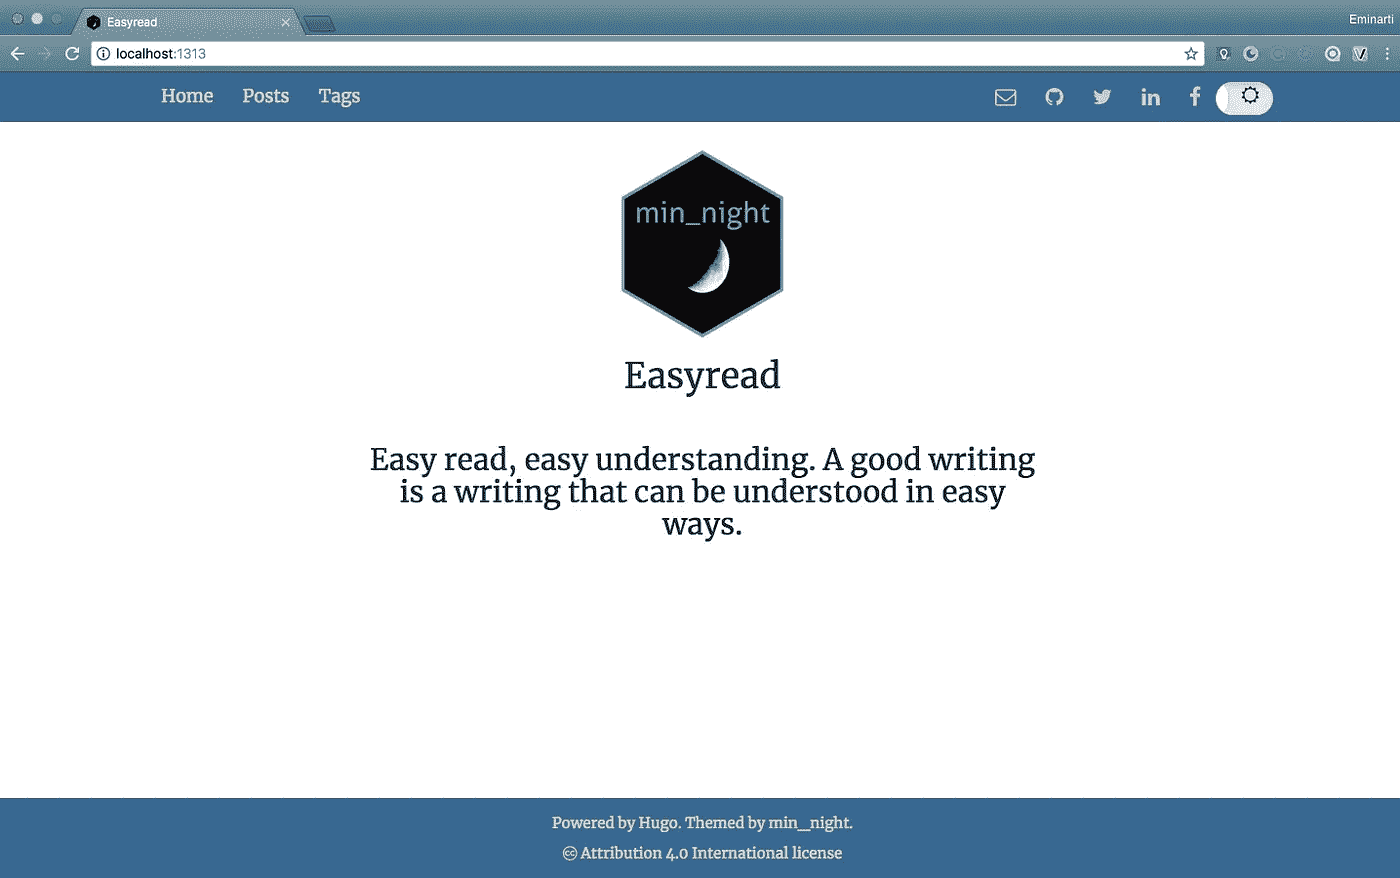 Easyread
Eminarti
localhost:1313
Home Posts Tags
min_night
Easyread
Easy read, easy understanding. A good writing
is a writing that can be understood in easy
ways.
Powered by Hugo. Themed by min_night.
Attribution 4.0 International license